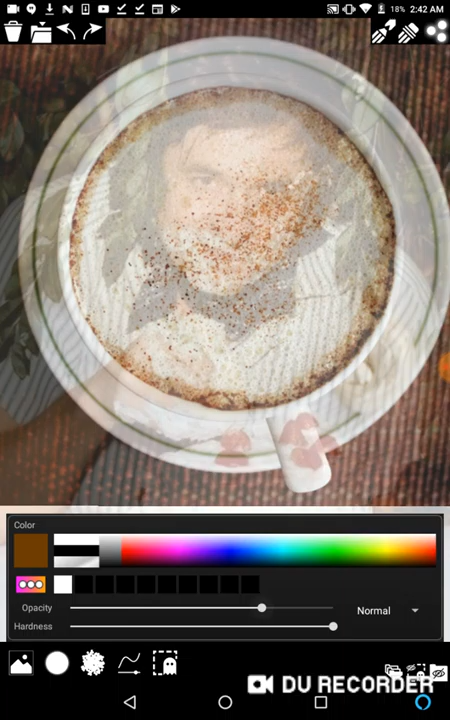 18% 2:42 AM
Color
Opacity
Normal
Hardness
DU RECORDER